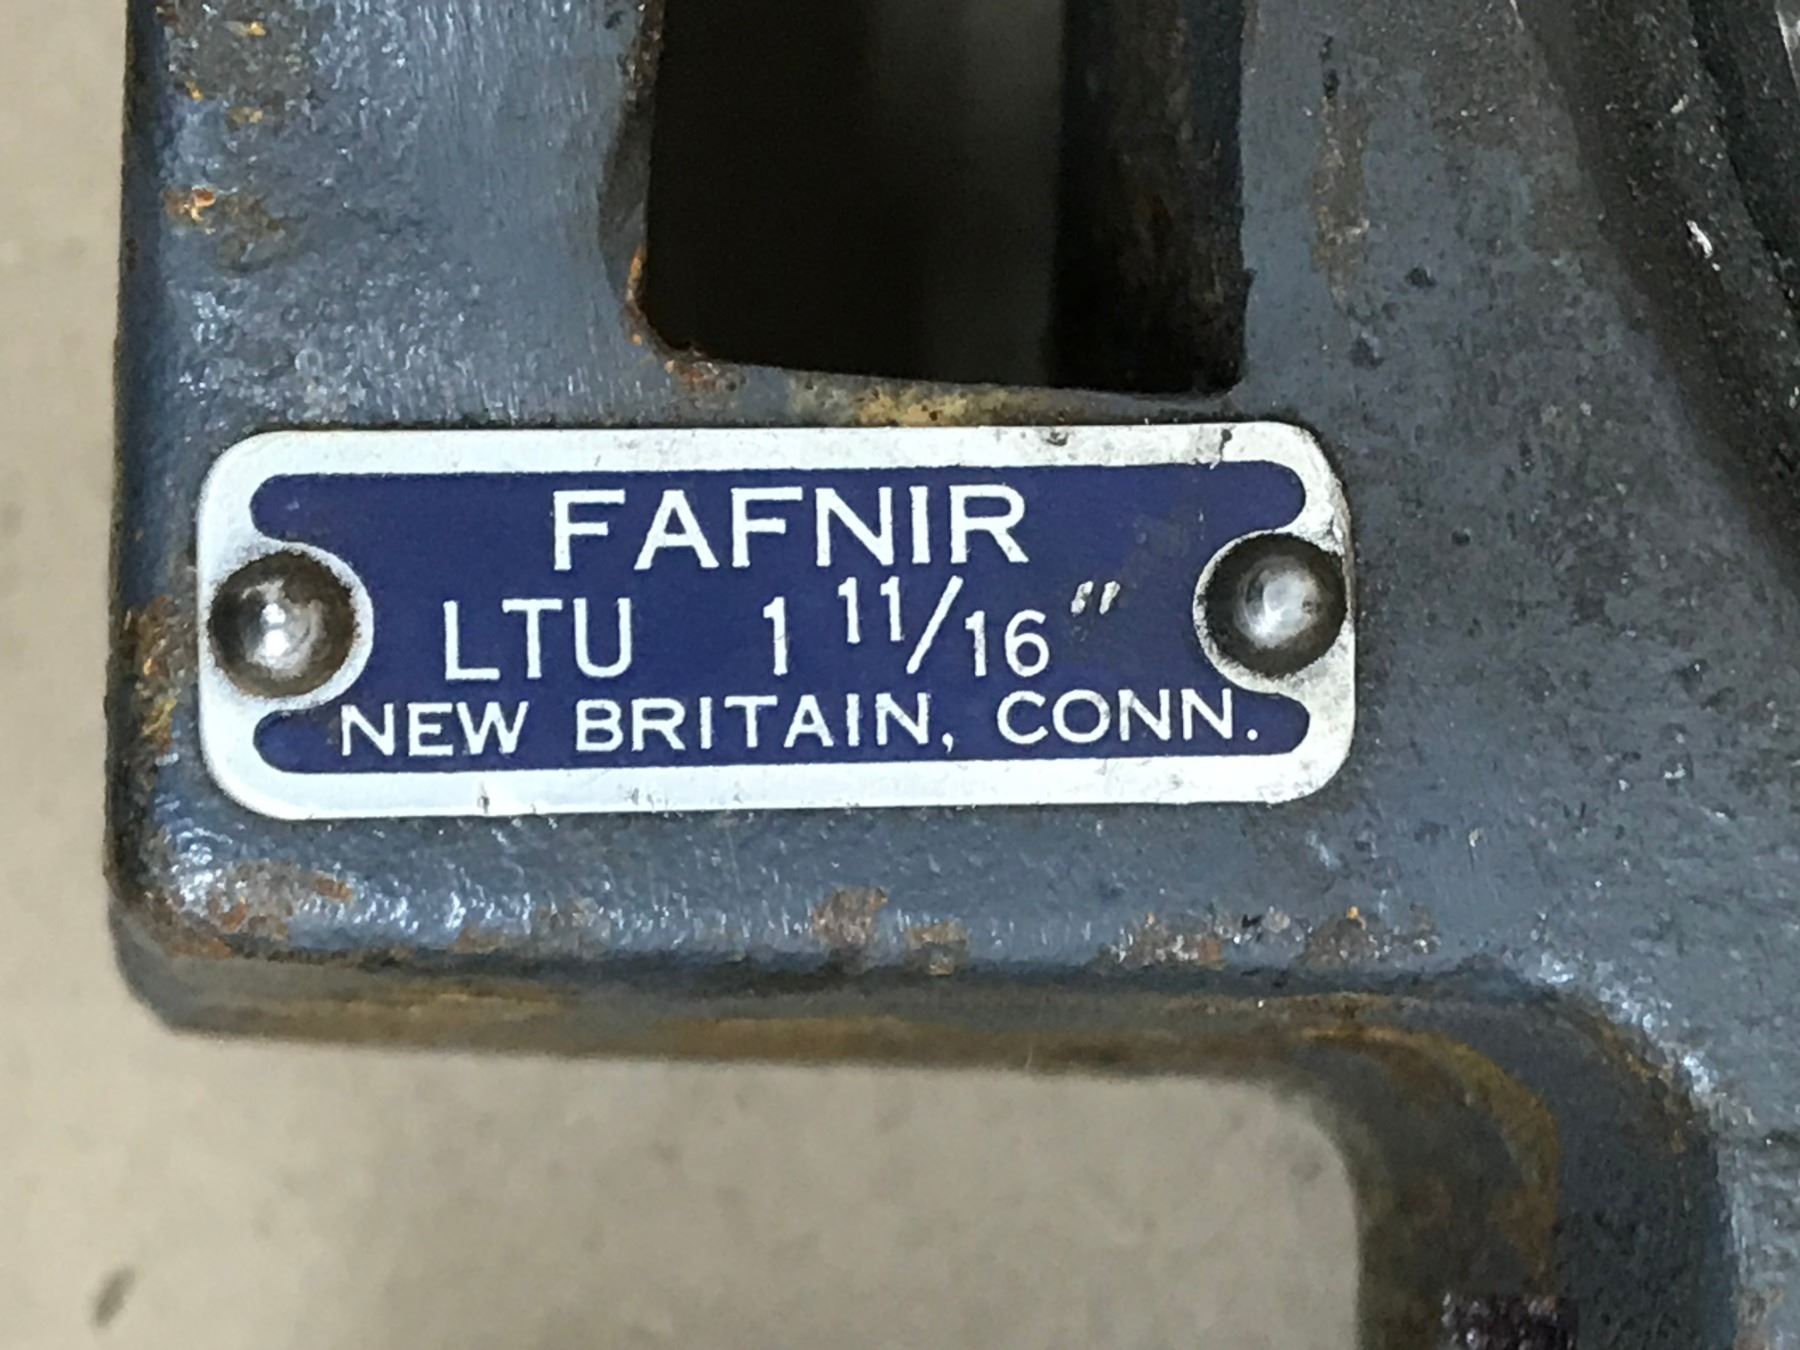 FAFNIR
LTU 1 11/16"
NEW BRITAIN, CONN.